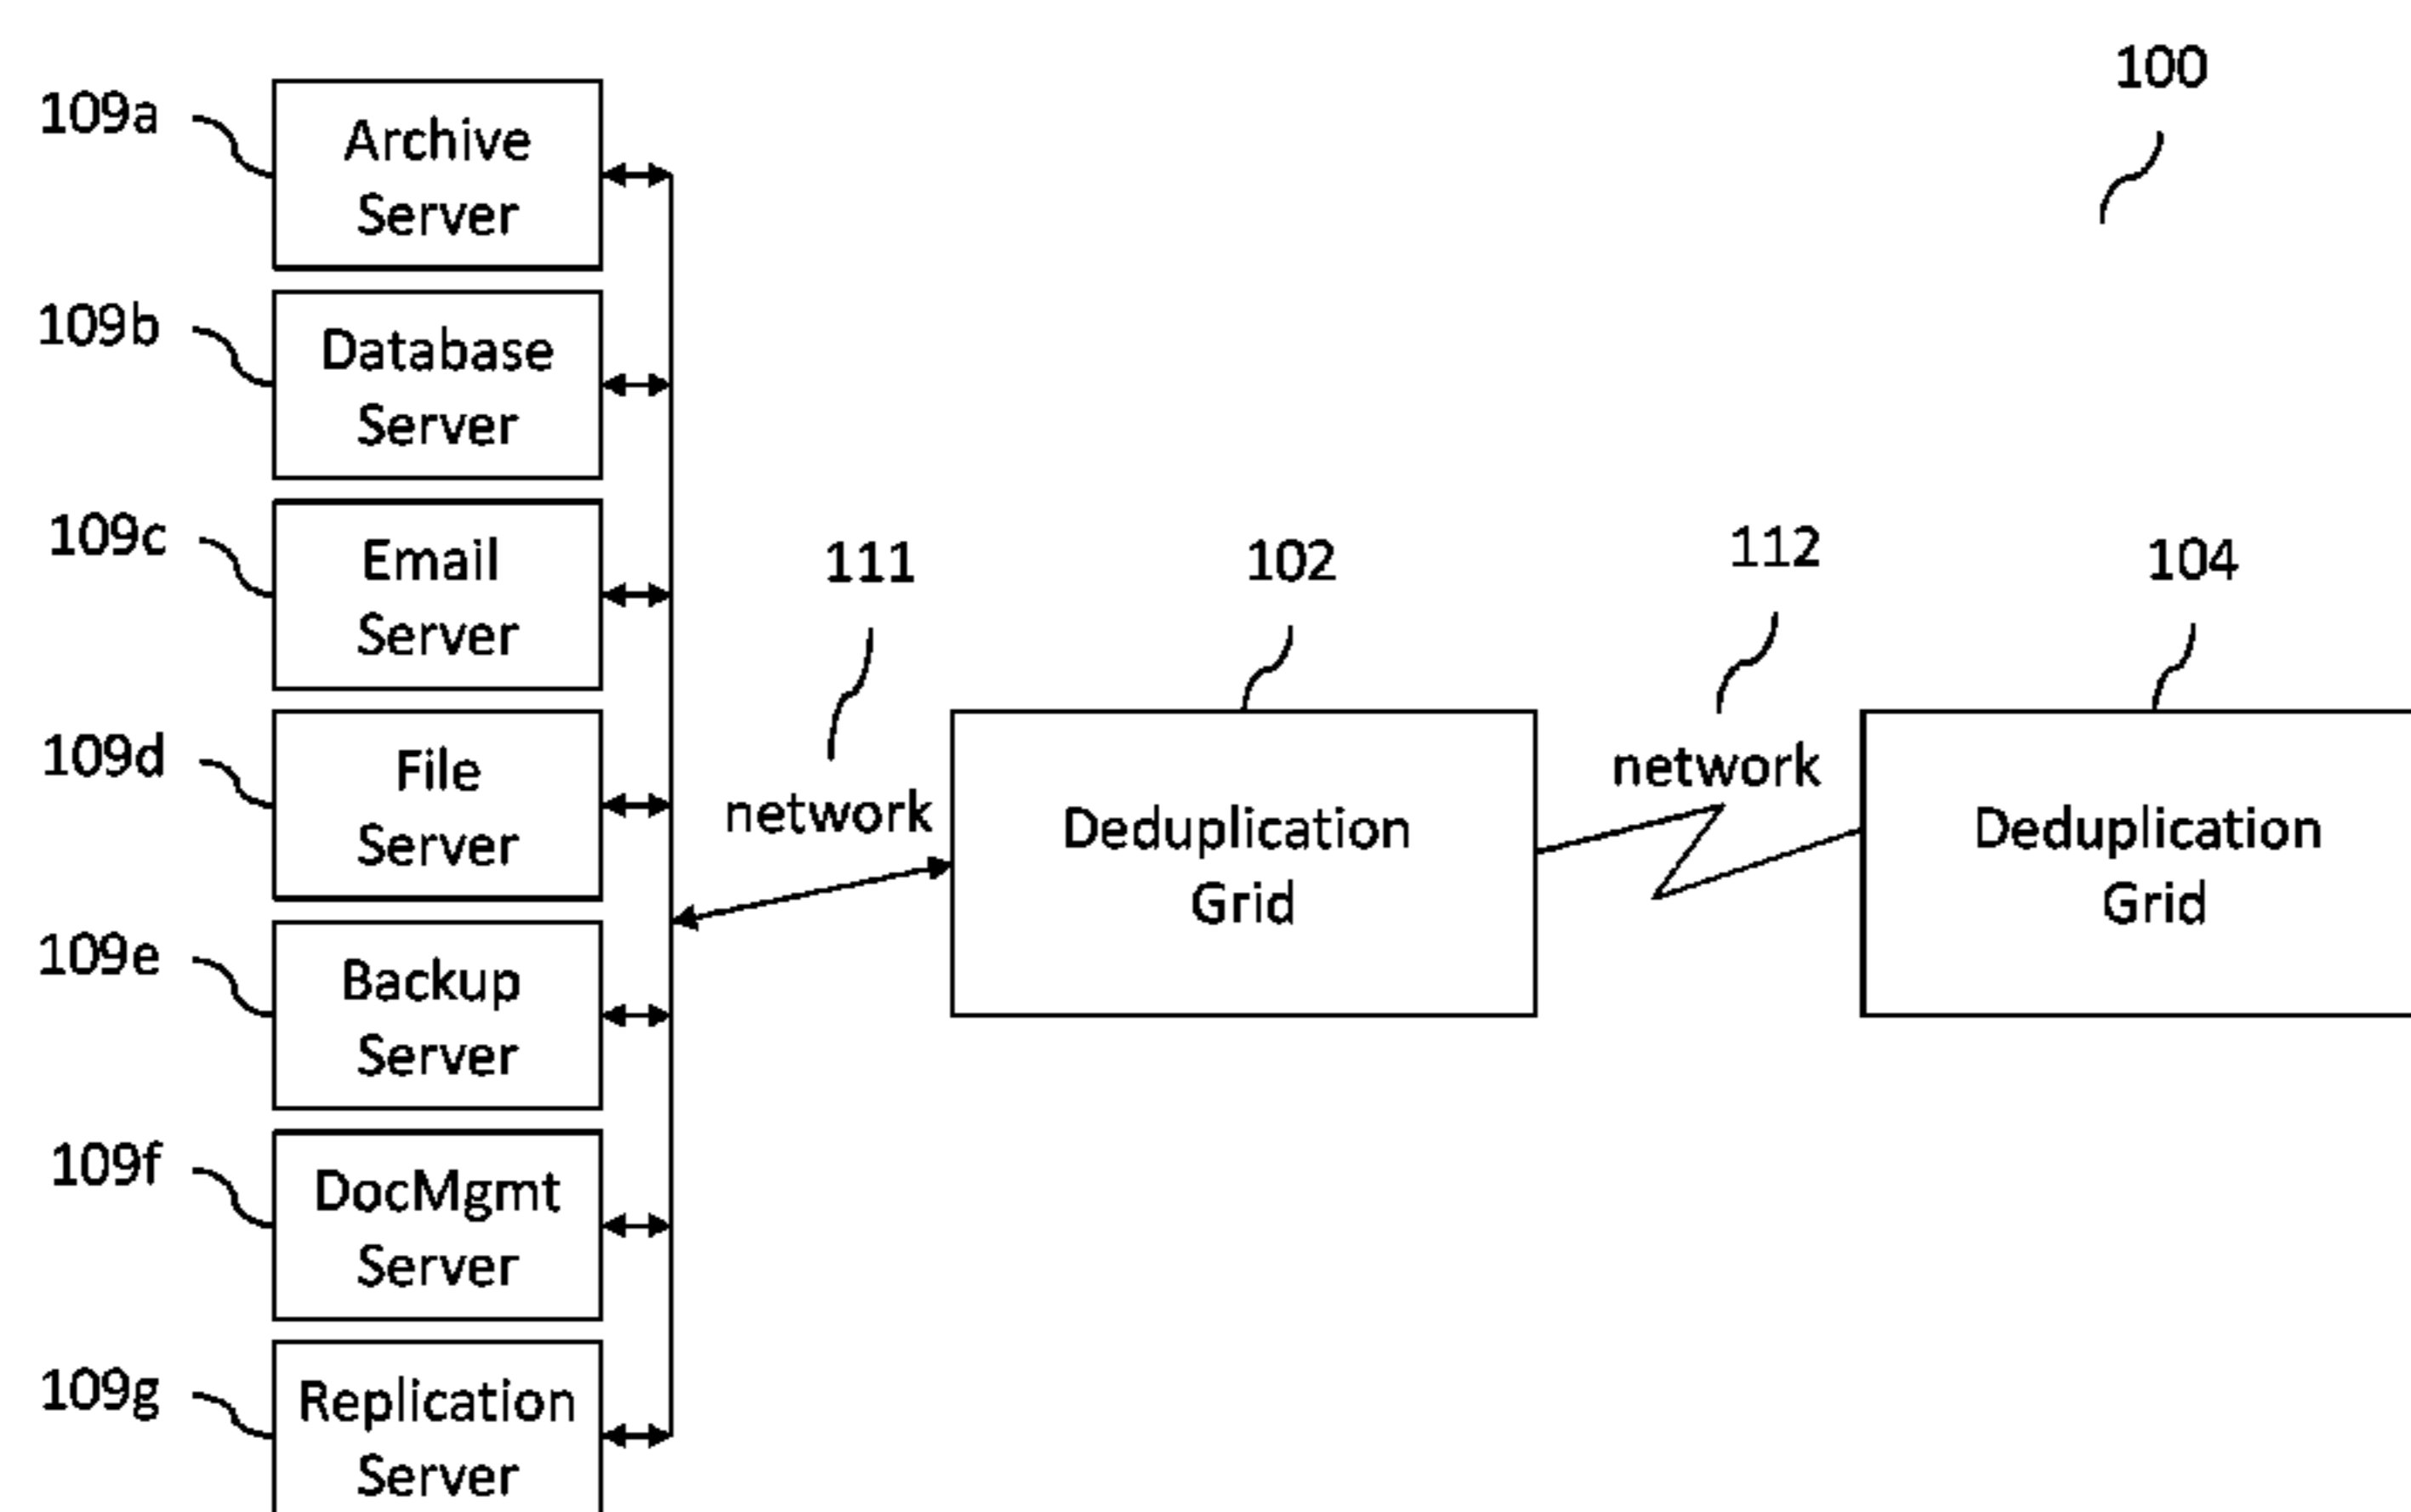 100
109a
Archive
Server
109b
Database
Server
109c
Email
Server
111
102
112
104
109d
File
Server
network
Deduplication
Grid
network
Deduplication
Grid
109e
Backup
Server
109f
DocMgmt
Server
109g
Replication
Server